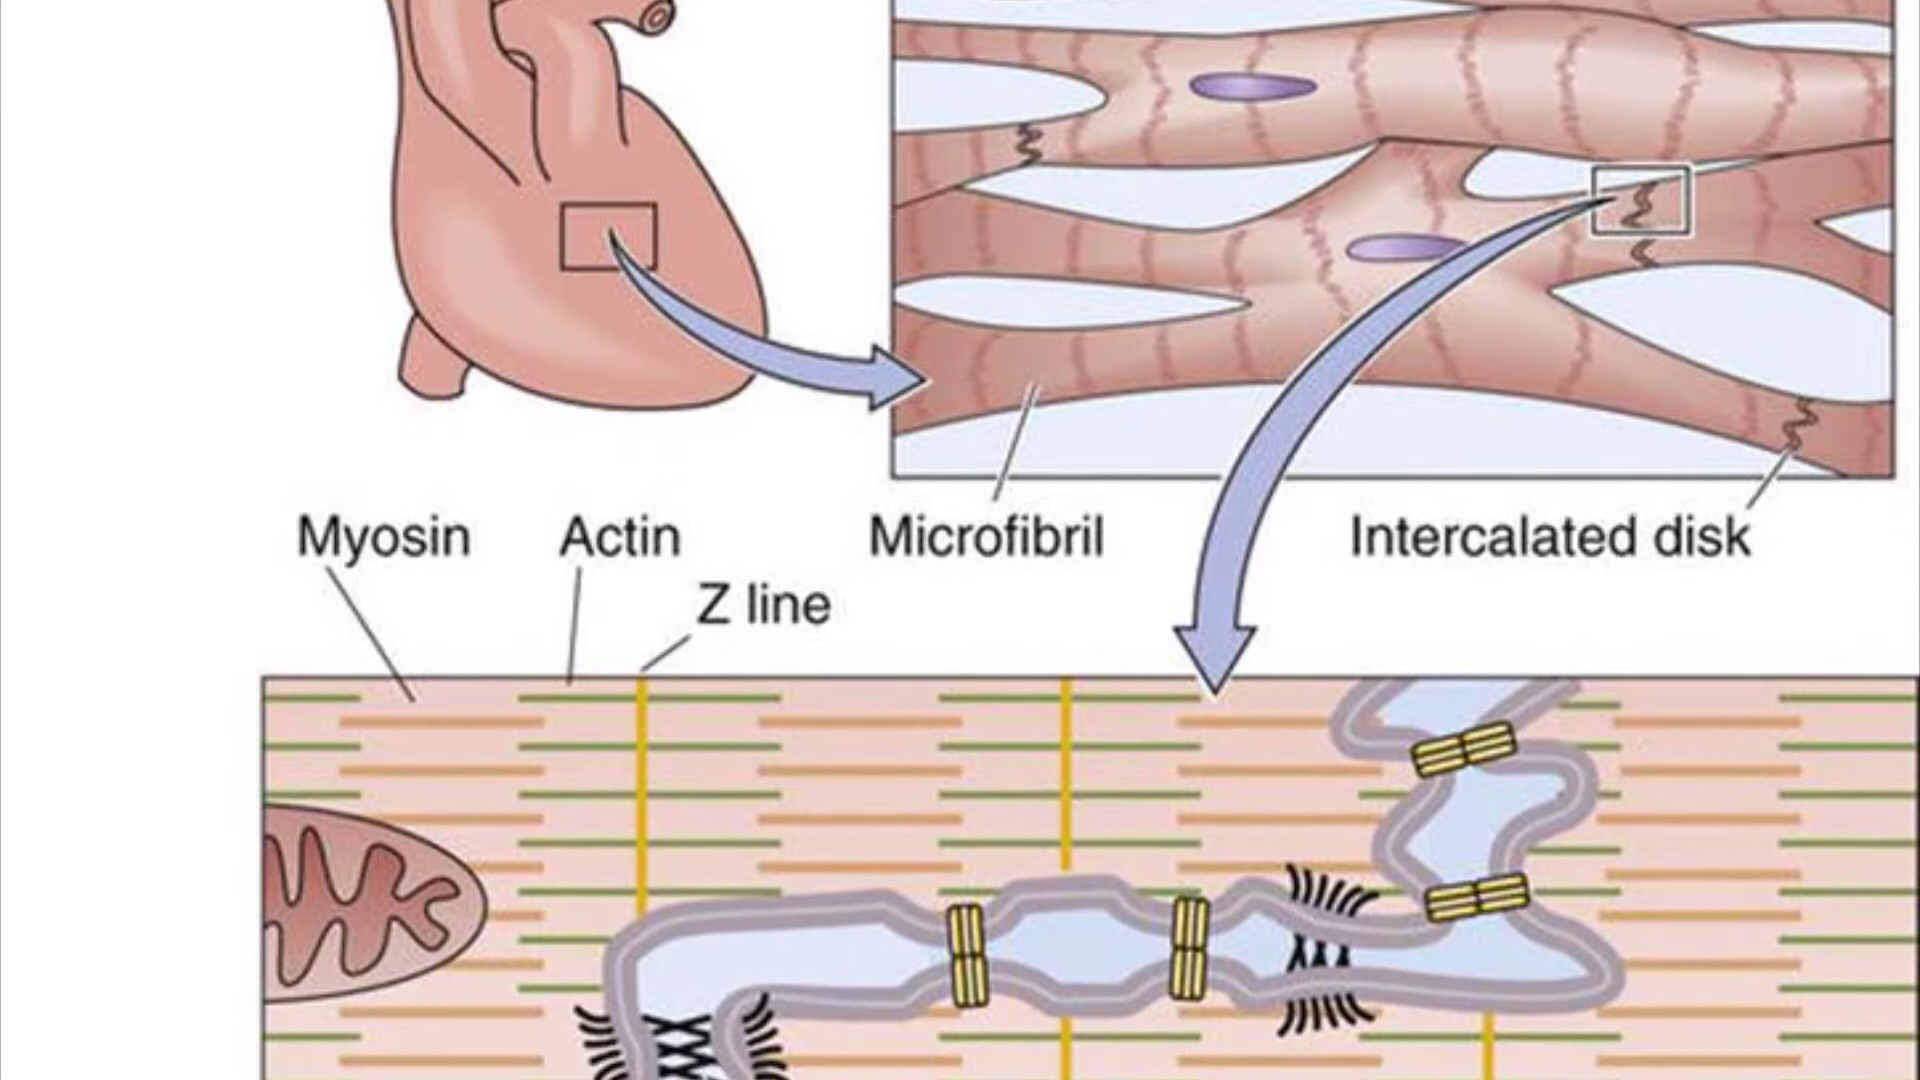 Myosin
Actin
Microfibril
Intercalated disk
Z line